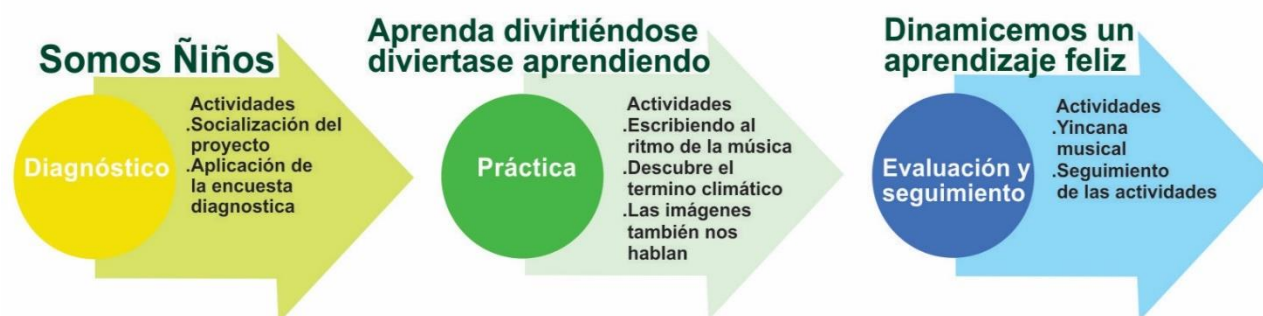 Somos Ñiños
Diagnóstico
Actividades
.Socialización del
proyecto
.Aplicación de
la encuesta
diagnostica
Aprenda divirtiéndose
diviertase aprendiendo
Práctica
Actividades
.Escribiendo al
ritmo de la música
.Descubre el
termino climático
.Las imágenes
también nos
hablan
Dinamicemos un
aprendizaje feliz
Evaluación y
seguimiento
Actividades
.Yincana
musical
.Seguimiento
de las actividades